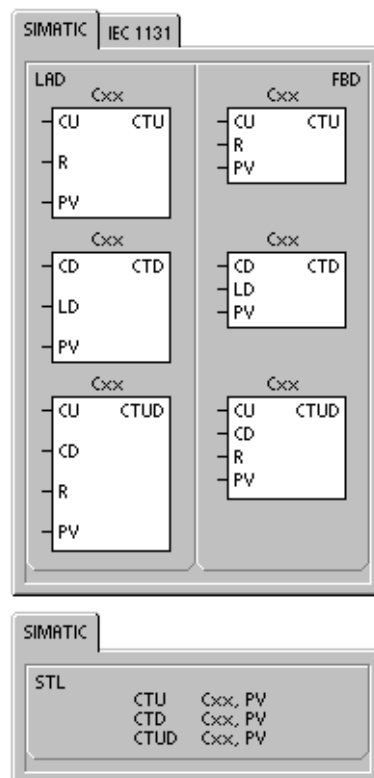 SIMATIC IEC 1131
LAD FBD
Cxx Cxx
CU CTU CU CTU
R R
PV PV
Cxx Cxx
CD CTD CD CTD
LD LD
PV PV
Cxx Cxx
CU CTUD CU CTUD
CD CD
R R
PV PV
SIMATIC
STL
CTU Cxx, PV
CTD Cxx, PV
CTUD Cxx, PV